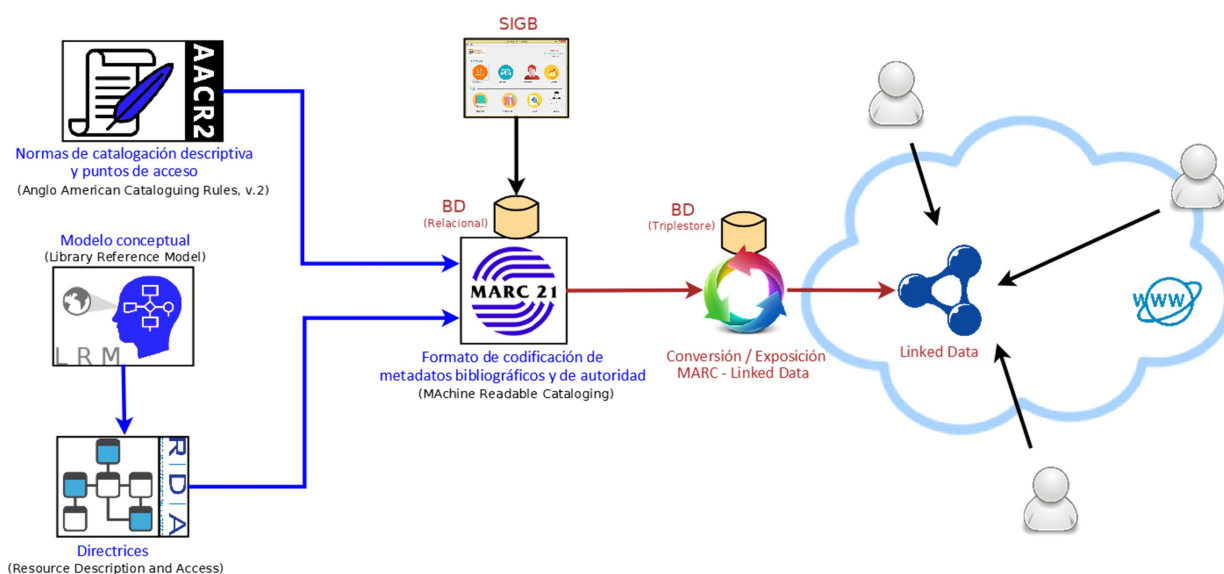 SIGB
AACR2
Normas de catalogación descriptiva
y puntos de acceso
(Anglo American Cataloguing Rules, v.2)
BD
(Relacional)
BD
(Triplestore)
Modelo conceptual
(Library Reference Model)
LRM
MARC 21
WWW
Formato de codificación de
metadatos bibliográficos y de autoridad
(MAchine Readable Cataloging)
Conversión / Exposición
MARC - Linked Data
Linked Data
R|D|A
Directrices
(Resource Description and Access)